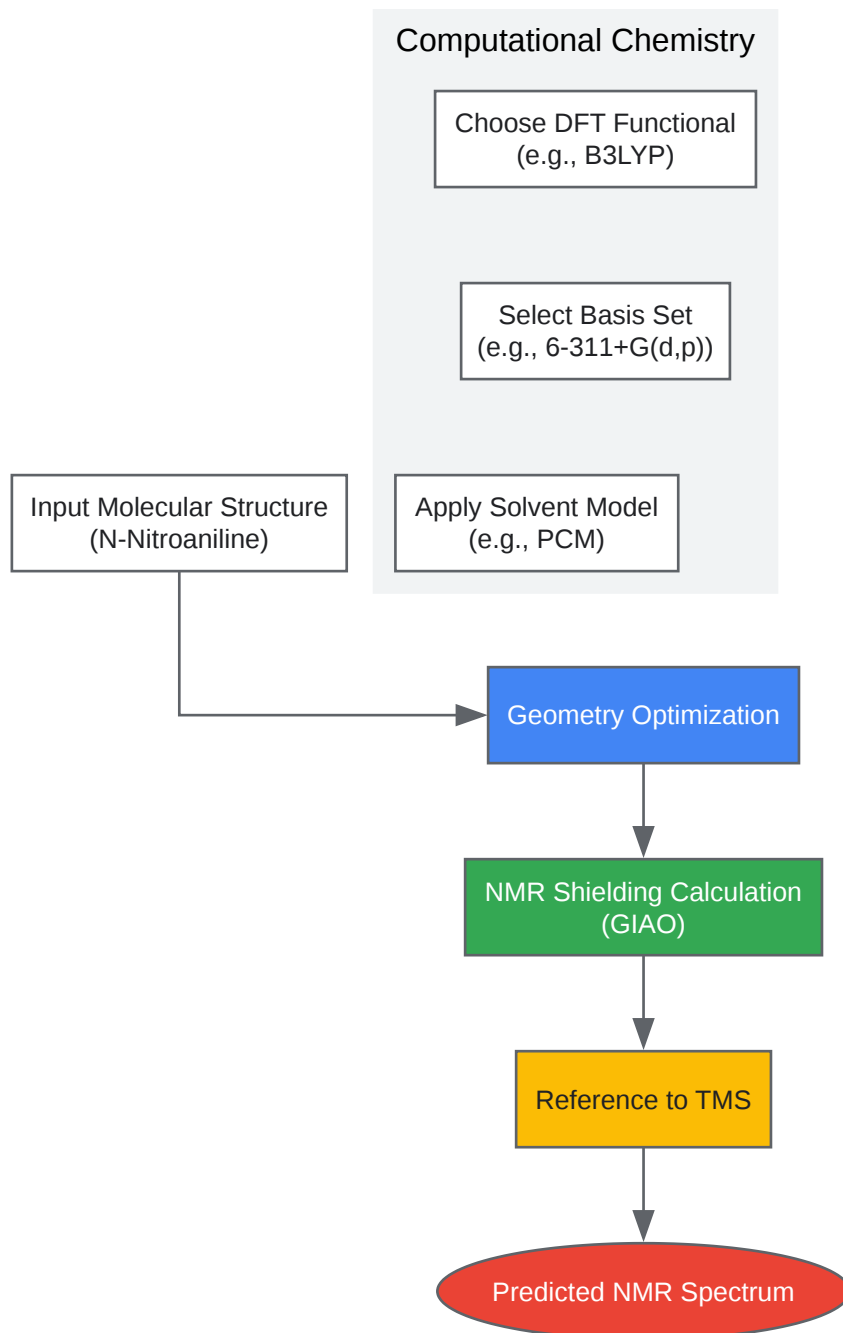 Computational Chemistry
Choose DFT Functional
(e.g., B3LYP)
Select Basis Set
(e.g., 6-311+G(d,p))
Input Molecular Structure
(N-Nitroaniline)
Apply Solvent Model
(e.g., PCM)
Geometry Optimization
NMR Shielding Calculation
(GIAO)
Reference to TMS
Predicted NMR Spectrum